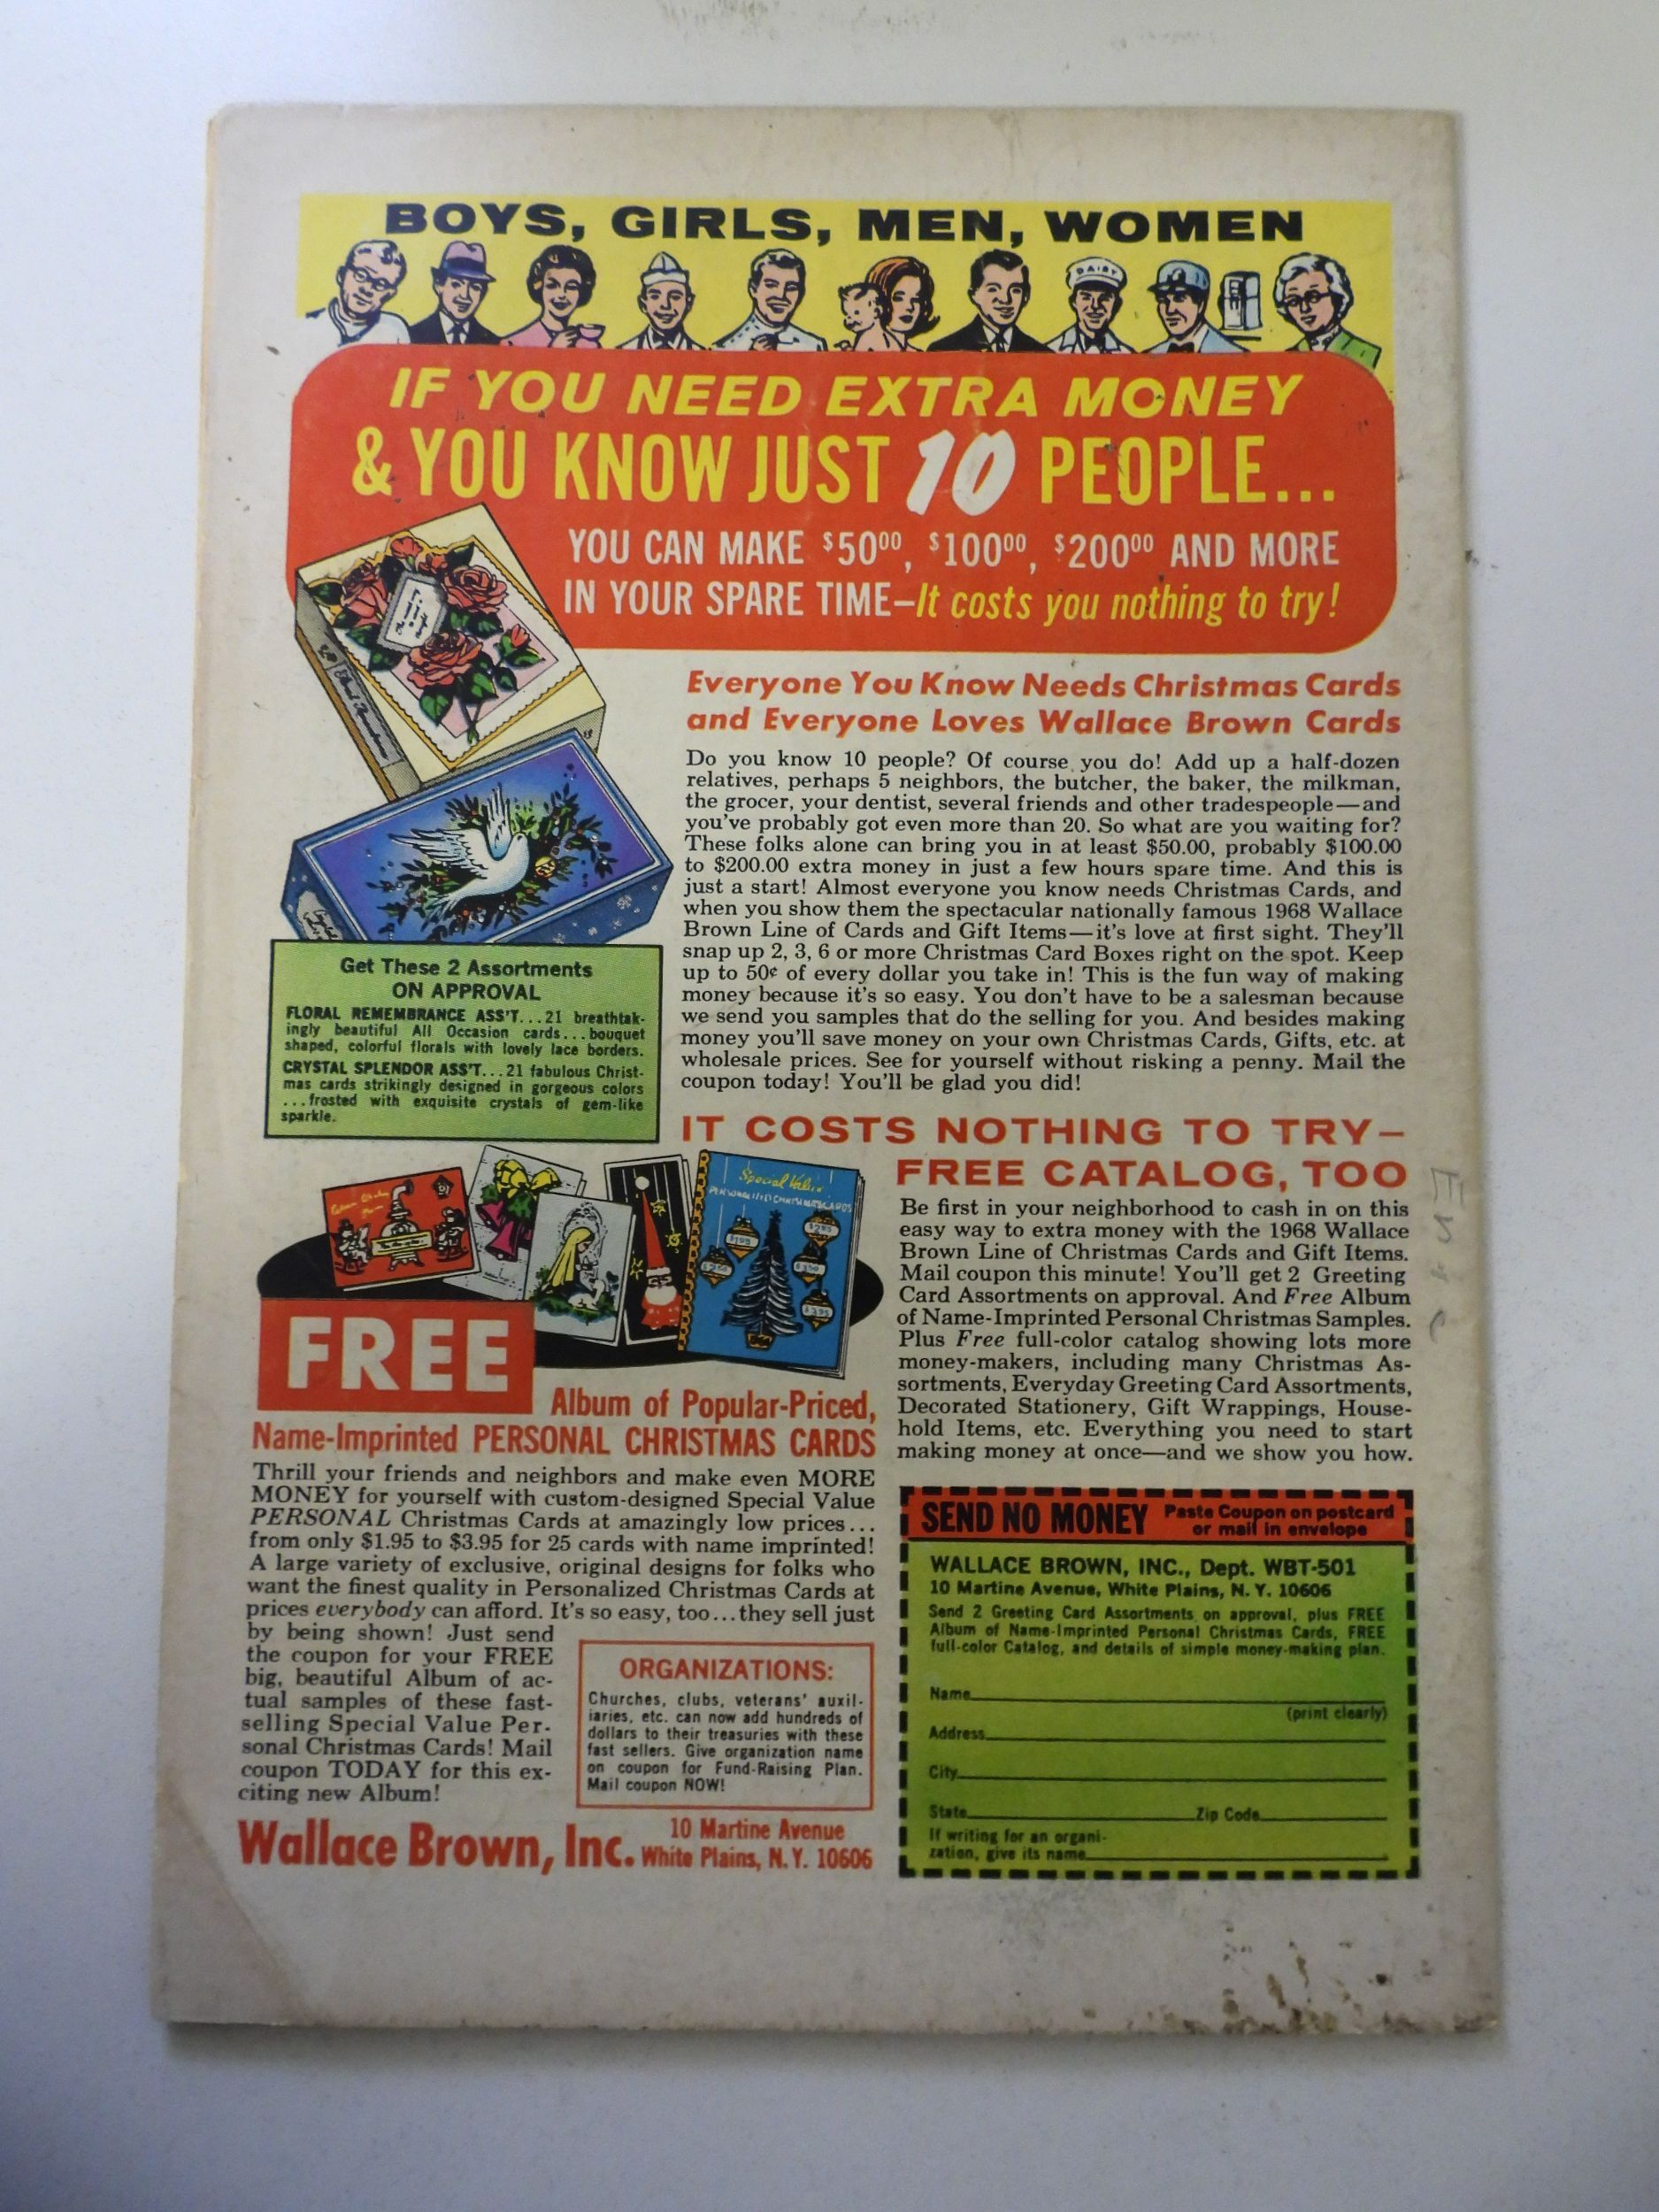 BOYS, GIRLS, MEN, WOMEN
DAIRY
IF YOU NEED EXTRA MONEY
& YOU KNOW JUST 10 PEOPLE...
YOU CAN MAKE $50⁰⁰, $100⁰⁰, $200⁰⁰ AND MORE
IN YOUR SPARE TIME—It costs you nothing to try!
Everyone You Know Needs Christmas Cards
and Everyone Loves Wallace Brown Cards
Do you know 10 people? Of course you do! Add up a half-dozen
relatives, perhaps 5 neighbors, the butcher, the baker, the milkman,
the grocer, your dentist, several friends and other tradespeople—and
you've probably got even more than 20. So what are you waiting for?
These folks alone can bring you in at least $50.00, probably $100.00
to $200.00 extra money in just a few hours spare time. And this is
just a start! Almost everyone you know needs Christmas Cards, and
when you show them the spectacular nationally famous 1968 Wallace
Brown Line of Cards and Gift Items—it's love at first sight. They'll
snap up 2, 3, 6 or more Christmas Card Boxes right on the spot. Keep
up to 50¢ of every dollar you take in! This is the fun way of making
money because it's so easy. You don't have to be a salesman because
we send you samples that do the selling for you. And besides making
money you'll save money on your own Christmas Cards, Gifts, etc. at
wholesale prices. See for yourself without risking a penny. Mail the
coupon today! You'll be glad you did!
Get These 2 Assortments
ON APPROVAL
FLORAL REMEMBRANCE ASS'T...21 breathtak-
ingly beautiful All Occasion cards...bouquet
shaped, colorful florals with lovely lace borders.
CRYSTAL SPLENDOR ASS'T...21 fabulous Christ-
mas cards strikingly designed in gorgeous colors
...frosted with exquisite crystals of gem-like
sparkle.
IT COSTS NOTHING TO TRY—
FREE CATALOG, TOO
Be first in your neighborhood to cash in on this
easy way to extra money with the 1968 Wallace
Brown Line of Christmas Cards and Gift Items.
Mail coupon this minute! You'll get 2 Greeting
Card Assortments on approval. And Free Album
of Name-Imprinted Personal Christmas Samples.
Plus Free full-color catalog showing lots more
money-makers, including many Christmas As-
sortments, Everyday Greeting Card Assortments,
Decorated Stationery, Gift Wrappings, House-
hold Items, etc. Everything you need to start
making money at once—and we show you how.
Special Value
PERSONALIZED CHRISTMAS CARDS
$1.95
$2.95
$3.50
$3.95
FREE
Album of Popular-Priced,
Name-Imprinted PERSONAL CHRISTMAS CARDS
Thrill your friends and neighbors and make even MORE
MONEY for yourself with custom-designed Special Value
PERSONAL Christmas Cards at amazingly low prices...
from only $1.95 to $3.95 for 25 cards with name imprinted!
A large variety of exclusive, original designs for folks who
want the finest quality in Personalized Christmas Cards at
prices everybody can afford. It's so easy, too...they sell just
by being shown! Just send
the coupon for your FREE
big, beautiful Album of ac-
tual samples of these fast-
selling Special Value Per-
sonal Christmas Cards! Mail
coupon TODAY for this ex-
citing new Album!
ORGANIZATIONS:
Churches, clubs, veterans' auxil-
iaries, etc. can now add hundreds of
dollars to their treasuries with these
fast sellers. Give organization name
on coupon for Fund-Raising Plan.
Mail coupon NOW!
Wallace Brown, Inc. 10 Martine Avenue
White Plains, N. Y. 10606
SEND NO MONEY Paste Coupon on postcard
or mail in envelope
WALLACE BROWN, INC., Dept. WBT-501
10 Martine Avenue, White Plains, N. Y. 10606
Send 2 Greeting Card Assortments on approval, plus FREE
Album of Name-Imprinted Personal Christmas Cards, FREE
full-color Catalog, and details of simple money-making plan.
Name
(print clearly)
Address
City
State Zip Code
If writing for an organi-
zation, give its name